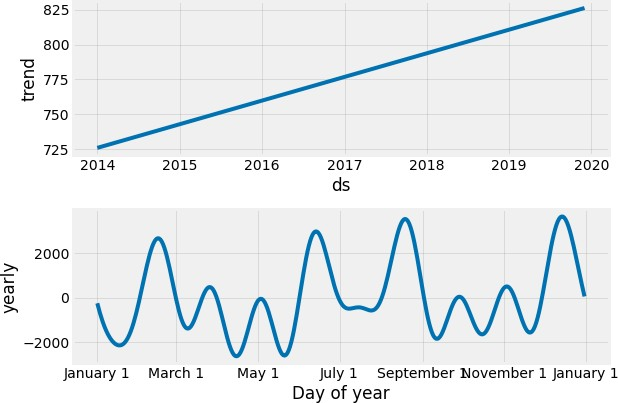 825
800
775
750
725
trend
2014 2015 2016 2017 2018 2019 2020
ds
2000
0
−2000
yearly
January 1 March 1 May 1 July 1 September 1 November 1 January 1
Day of year